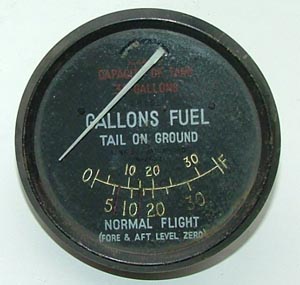 CAPACITY OF TANK
GALLONS
GALLONS FUEL
TAIL ON GROUND
0 10 20 30 F
5 10 20 30
NORMAL FLIGHT
(FORE & AFT LEVEL ZERO)